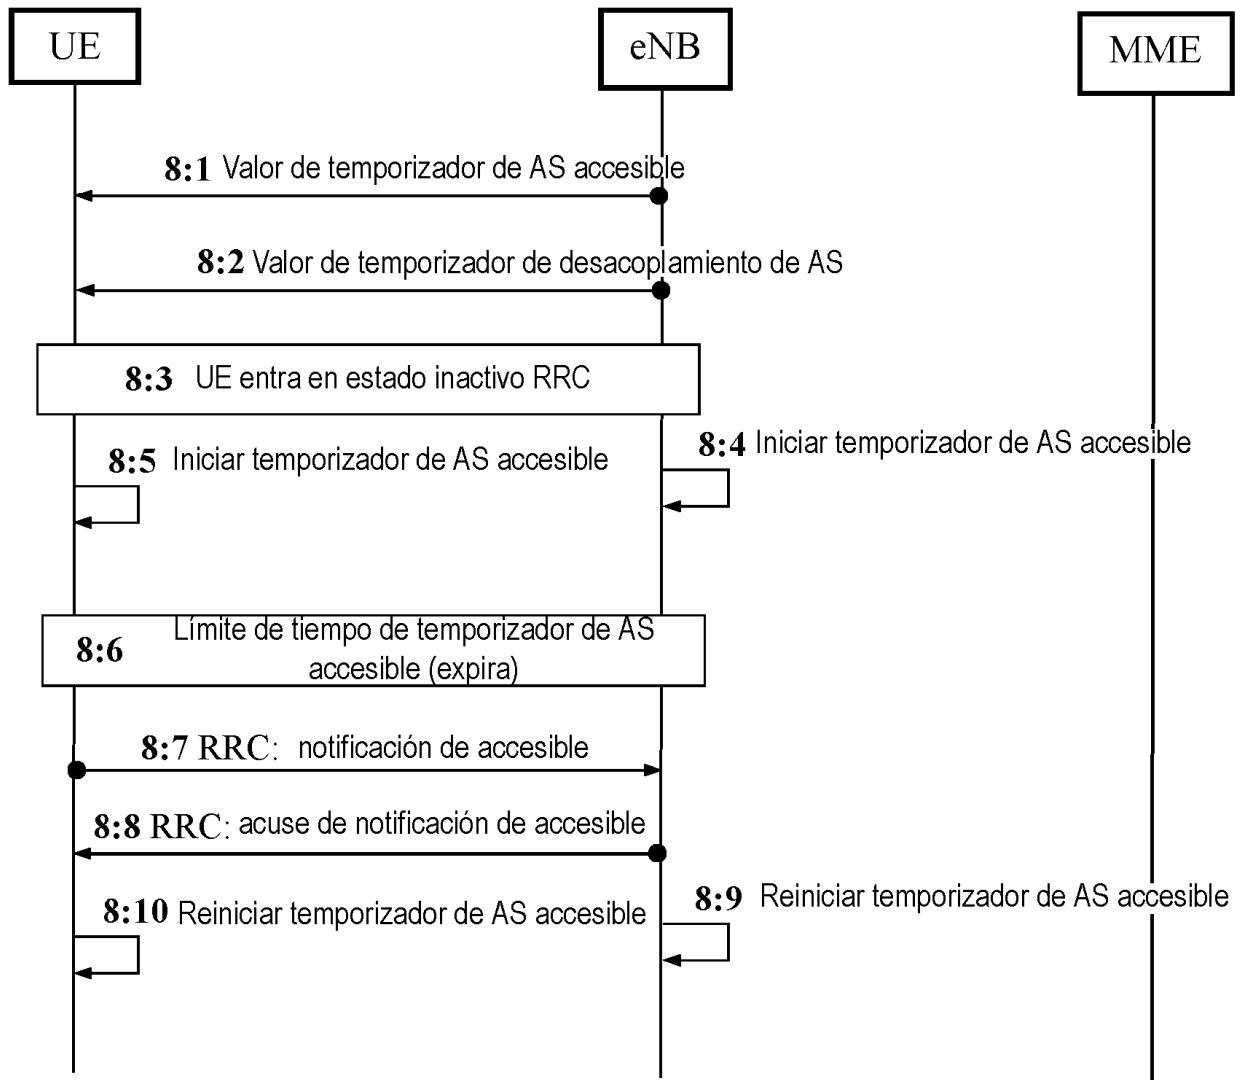 UE
eNB
MME
8:1 Valor de temporizador de AS accesible
8:2 Valor de temporizador de desacoplamiento de AS
8:3 UE entra en estado inactivo RRC
8:4 Iniciar temporizador de AS accesible
8:5 Iniciar temporizador de AS accesible
8:6 Límite de tiempo de temporizador de AS
accesible (expira)
8:7 RRC: notificación de accesible
8:8 RRC: acuse de notificación de accesible
8:9 Reiniciar temporizador de AS accesible
8:10 Reiniciar temporizador de AS accesible